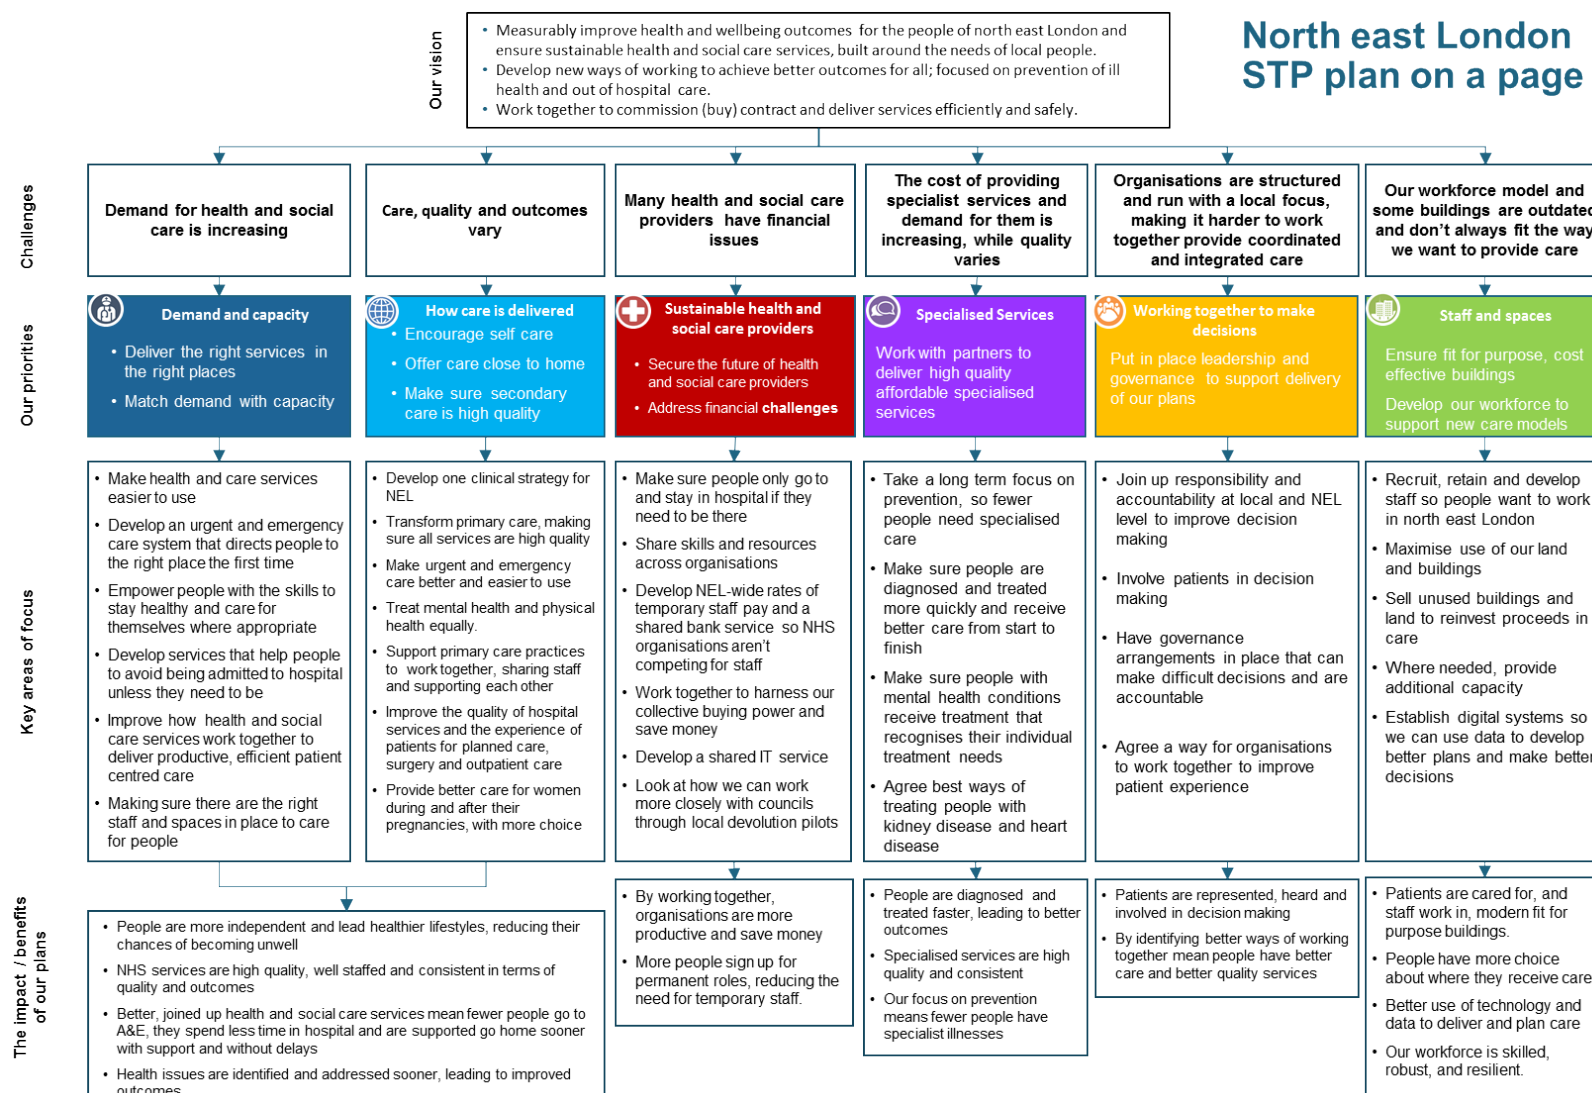 North east London
STP plan on a page
Our vision
• Measurably improve health and wellbeing outcomes for the people of north east London and
ensure sustainable health and social care services, built around the needs of local people.
• Develop new ways of working to achieve better outcomes for all; focused on prevention of ill
health and out of hospital care.
• Work together to commission (buy) contract and deliver services efficiently and safely.
Challenges
Demand for health and social
care is increasing
Care, quality and outcomes
vary
Many health and social care
providers have financial
issues
The cost of providing
specialist services and
demand for them is
increasing, while quality
varies
Organisations are structured
and run with a local focus,
making it harder to work
together provide coordinated
and integrated care
Our workforce model and
some buildings are outdated
and don't always fit the way
we want to provide care
Our priorities
Demand and capacity
• Deliver the right services in
the right places
• Match demand with capacity
How care is delivered
• Encourage self care
• Offer care close to home
• Make sure secondary
care is high quality
Sustainable health and
social care providers
• Secure the future of health
and social care providers
• Address financial challenges
Specialised Services
Work with partners to
deliver high quality
affordable specialised
services
Working together to make
decisions
Put in place leadership and
governance to support delivery
of our plans
Staff and spaces
Ensure fit for purpose, cost
effective buildings
Develop our workforce to
support new care models
Key areas of focus
• Make health and care services
easier to use
• Develop an urgent and emergency
care system that directs people to
the right place the first time
• Empower people with the skills to
stay healthy and care for
themselves where appropriate
• Develop services that help people
to avoid being admitted to hospital
unless they need to be
• Improve how health and social
care services work together to
deliver productive, efficient patient
centred care
• Making sure there are the right
staff and spaces in place to care
for people
• Develop one clinical strategy for
NEL
• Transform primary care, making
sure all services are high quality
• Make urgent and emergency
care better and easier to use
• Treat mental health and physical
health equally.
• Support primary care practices
to work together, sharing staff
and supporting each other
• Improve the quality of hospital
services and the experience of
patients for planned care,
surgery and outpatient care
• Provide better care for women
during and after their
pregnancies, with more choice
• Make sure people only go to
and stay in hospital if they
need to be there
• Share skills and resources
across organisations
• Develop NEL-wide rates of
temporary staff pay and a
shared bank service so NHS
organisations aren't
competing for staff
• Work together to harness our
collective buying power and
save money
• Develop a shared IT service
• Look at how we can work
more closely with councils
through local devolution pilots
• Take a long term focus on
prevention, so fewer
people need specialised
care
• Make sure people are
diagnosed and treated
more quickly and receive
better care from start to
finish
• Make sure people with
mental health conditions
receive treatment that
recognises their individual
treatment needs
• Agree best ways of
treating people with
kidney disease and heart
disease
• Join up responsibility and
accountability at local and NEL
level to improve decision
making
• Involve patients in decision
making
• Have governance
arrangements in place that can
make difficult decisions and are
accountable
• Agree a way for organisations
to work together to improve
patient experience
• Recruit, retain and develop
staff so people want to work
in north east London
• Maximise use of our land
and buildings
• Sell unused buildings and
land to reinvest proceeds in
care
• Where needed, provide
additional capacity
• Establish digital systems so
we can use data to develop
better plans and make better
decisions
The impact / benefits
of our plans
• People are more independent and lead healthier lifestyles, reducing their
chances of becoming unwell
• NHS services are high quality, well staffed and consistent in terms of
quality and outcomes
• Better, joined up health and social care services mean fewer people go to
A&E, they spend less time in hospital and are supported go home sooner
with support and without delays
• Health issues are identified and addressed sooner, leading to improved
outcomes
• By working together,
organisations are more
productive and save money
• More people sign up for
permanent roles, reducing the
need for temporary staff.
• People are diagnosed and
treated faster, leading to better
outcomes
• Specialised services are high
quality and consistent
• Our focus on prevention
means fewer people have
specialist illnesses
• Patients are represented, heard and
involved in decision making
• By identifying better ways of working
together mean people have better
care and better quality services
• Patients are cared for, and
staff work in, modern fit for
purpose buildings.
• People have more choice
about where they receive care
• Better use of technology and
data to deliver and plan care
• Our workforce is skilled,
robust, and resilient.